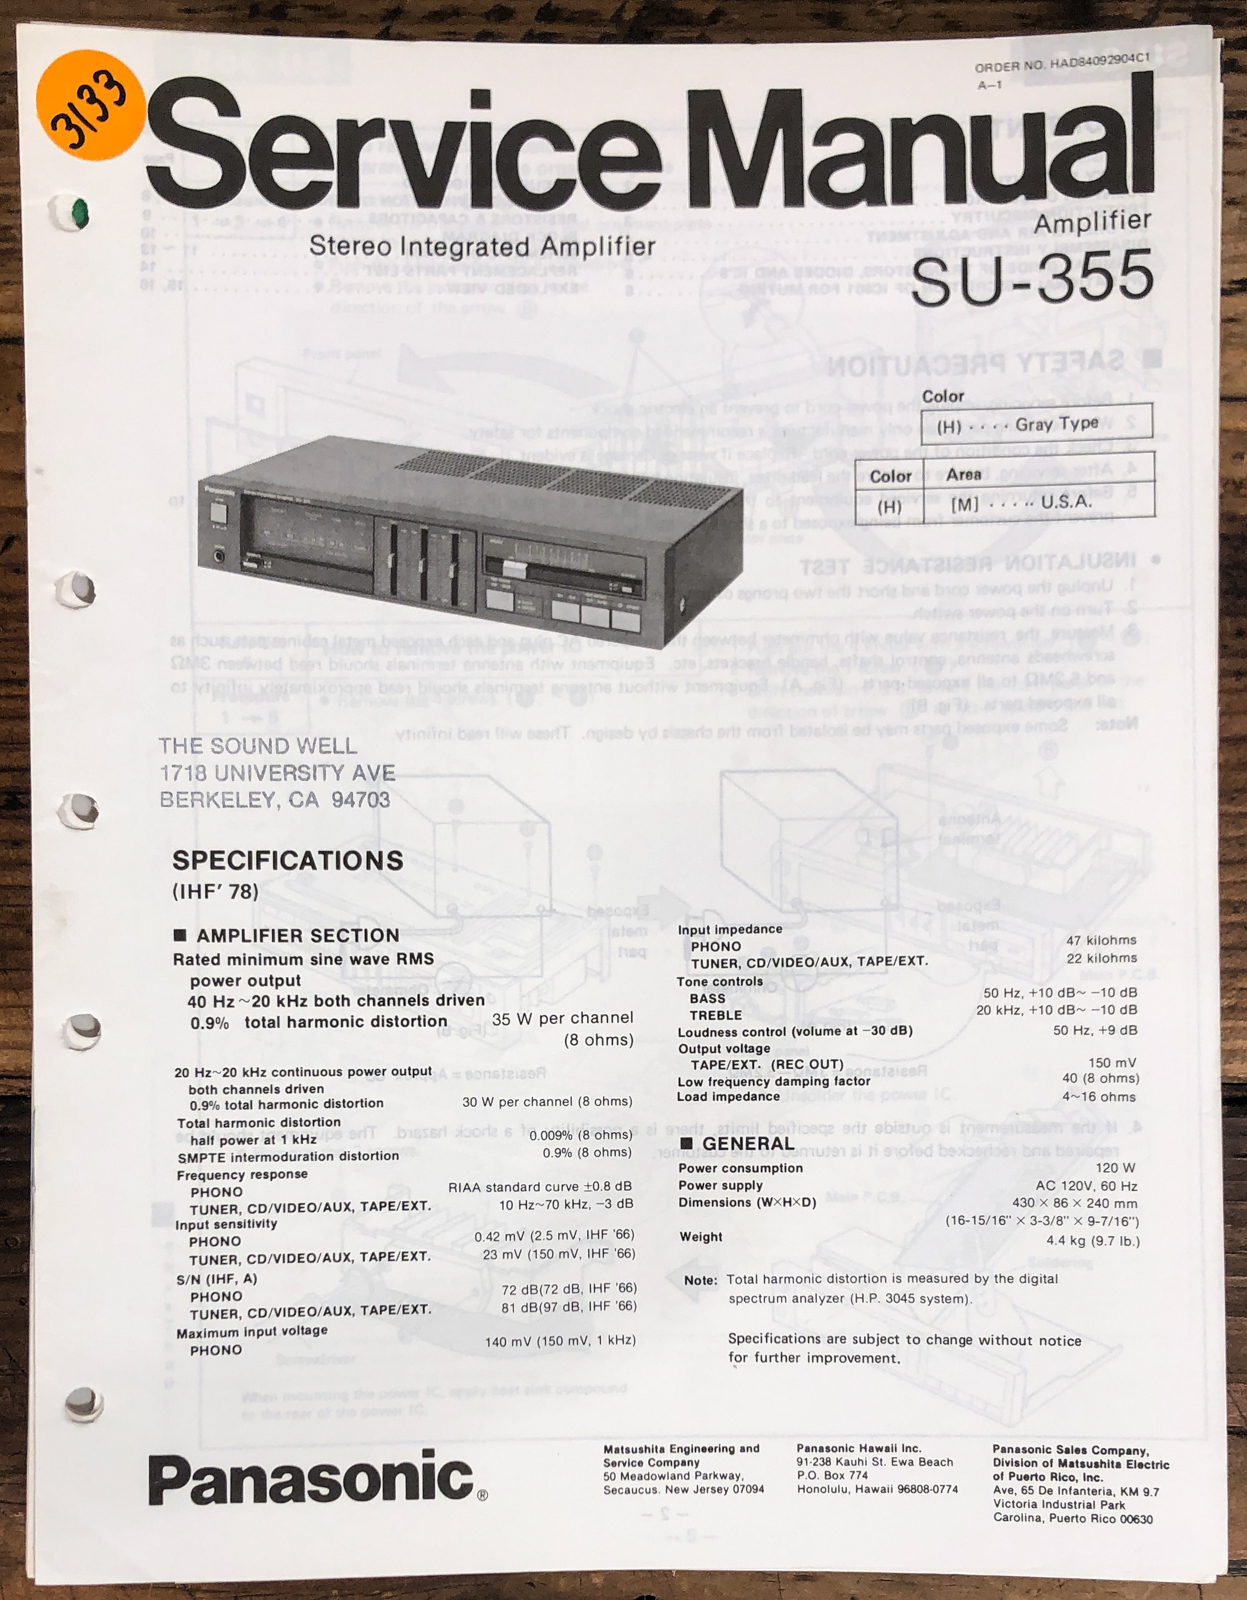 3133
ORDER NO. HAD84092904C1
A-1
Service Manual
Stereo Integrated Amplifier
Amplifier
SU-355
Color
(H) · · · · Gray Type
Color Area
(H) [M] · · · · · U.S.A.
Panasonic
THE SOUND WELL
1718 UNIVERSITY AVE
BERKELEY, CA 94703
SPECIFICATIONS
(IHF' 78)
■ AMPLIFIER SECTION
Rated minimum sine wave RMS
power output
40 Hz~20 kHz both channels driven
0.9% total harmonic distortion 35 W per channel
(8 ohms)
20 Hz~20 kHz continuous power output
both channels driven
0.9% total harmonic distortion 30 W per channel (8 ohms)
Total harmonic distortion
half power at 1 kHz 0.009% (8 ohms)
SMPTE intermoduration distortion 0.9% (8 ohms)
Frequency response
PHONO RIAA standard curve ±0.8 dB
TUNER, CD/VIDEO/AUX, TAPE/EXT. 10 Hz~70 kHz, −3 dB
Input sensitivity
PHONO 0.42 mV (2.5 mV, IHF '66)
TUNER, CD/VIDEO/AUX, TAPE/EXT. 23 mV (150 mV, IHF '66)
S/N (IHF, A)
PHONO 72 dB(72 dB, IHF '66)
TUNER, CD/VIDEO/AUX, TAPE/EXT. 81 dB(97 dB, IHF '66)
Maximum input voltage
PHONO 140 mV (150 mV, 1 kHz)
Input impedance
PHONO 47 kilohms
TUNER, CD/VIDEO/AUX, TAPE/EXT. 22 kilohms
Tone controls
BASS 50 Hz, +10 dB~ −10 dB
TREBLE 20 kHz, +10 dB~ −10 dB
Loudness control (volume at −30 dB) 50 Hz, +9 dB
Output voltage
TAPE/EXT. (REC OUT) 150 mV
Low frequency damping factor 40 (8 ohms)
Load impedance 4~16 ohms
■ GENERAL
Power consumption 120 W
Power supply AC 120V, 60 Hz
Dimensions (W×H×D) 430 × 86 × 240 mm
(16-15/16" × 3-3/8" × 9-7/16")
Weight 4.4 kg (9.7 lb.)
Note: Total harmonic distortion is measured by the digital
spectrum analyzer (H.P. 3045 system).
Specifications are subject to change without notice
for further improvement.
Panasonic®
Matsushita Engineering and
Service Company
50 Meadowland Parkway,
Secaucus. New Jersey 07094
Panasonic Hawaii Inc.
91-238 Kauhi St. Ewa Beach
P.O. Box 774
Honolulu, Hawaii 96808-0774
Panasonic Sales Company,
Division of Matsushita Electric
of Puerto Rico, Inc.
Ave, 65 De Infanteria, KM 9.7
Victoria Industrial Park
Carolina, Puerto Rico 00630